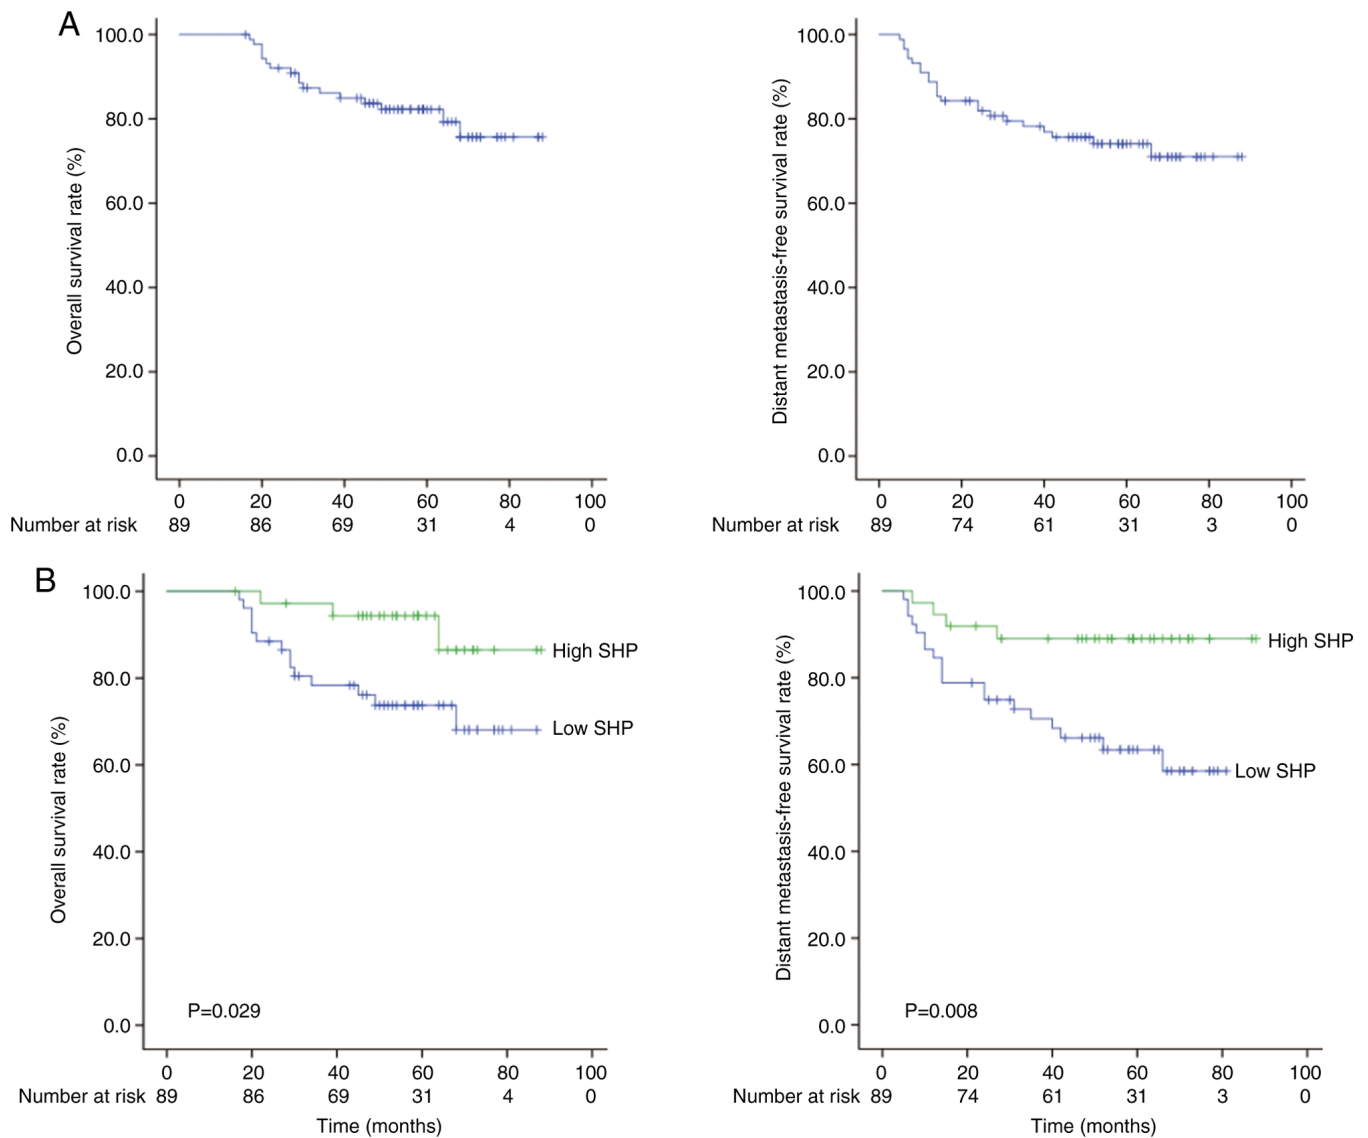 A
Overall survival rate (%)
100.0
80.0
60.0
40.0
20.0
0.0
0 20 40 60 80 100
Number at risk 89 86 69 31 4 0
Distant metastasis-free survival rate (%)
100.0
80.0
60.0
40.0
20.0
0.0
0 20 40 60 80 100
Number at risk 89 74 61 31 3 0
B
Overall survival rate (%)
100.0
80.0
60.0
40.0
20.0
0.0
High SHP
Low SHP
P=0.029
0 20 40 60 80 100
Number at risk 89 86 69 31 4 0
Time (months)
Distant metastasis-free survival rate (%)
100.0
80.0
60.0
40.0
20.0
0.0
High SHP
Low SHP
P=0.008
0 20 40 60 80 100
Number at risk 89 74 61 31 3 0
Time (months)